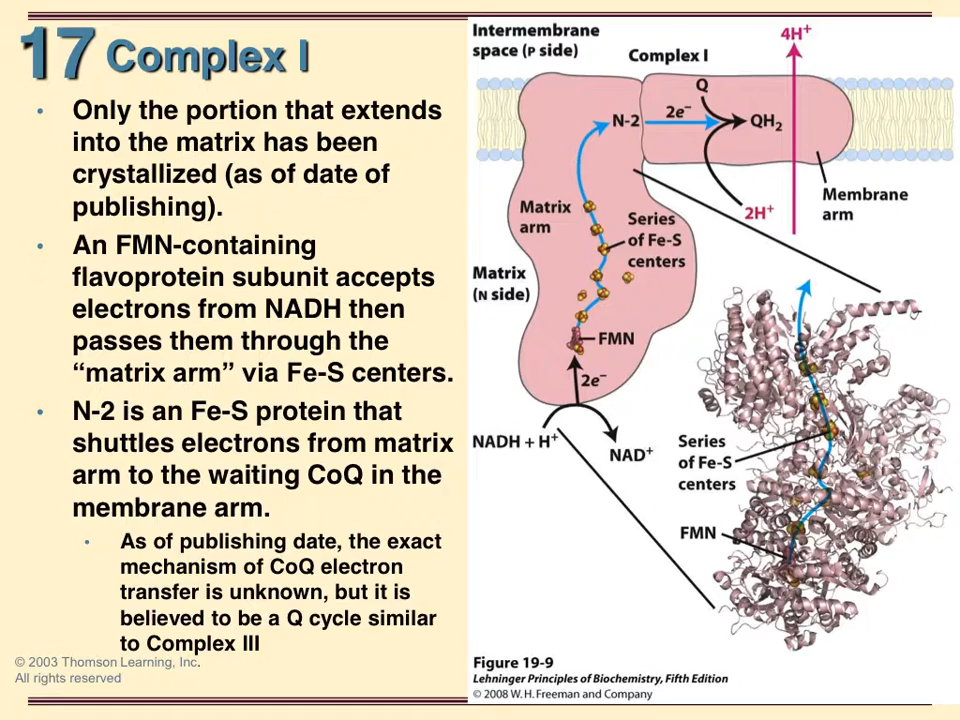 17 Complex I
• Only the portion that extends
into the matrix has been
crystallized (as of date of
publishing).
• An FMN-containing
flavoprotein subunit accepts
electrons from NADH then
passes them through the
“matrix arm” via Fe-S centers.
• N-2 is an Fe-S protein that
shuttles electrons from matrix
arm to the waiting CoQ in the
membrane arm.
• As of publishing date, the exact
mechanism of CoQ electron
transfer is unknown, but it is
believed to be a Q cycle similar
to Complex III
© 2003 Thomson Learning, Inc.
All rights reserved
Intermembrane
space (P side)
Complex I
4H⁺
Q
N-2
2e⁻
QH₂
2H⁺
Membrane
arm
Matrix
arm
Series
of Fe-S
centers
Matrix
(N side)
FMN
2e⁻
NADH + H⁺
NAD⁺
Series
of Fe-S
centers
FMN
Figure 19-9
Lehninger Principles of Biochemistry, Fifth Edition
© 2008 W. H. Freeman and Company